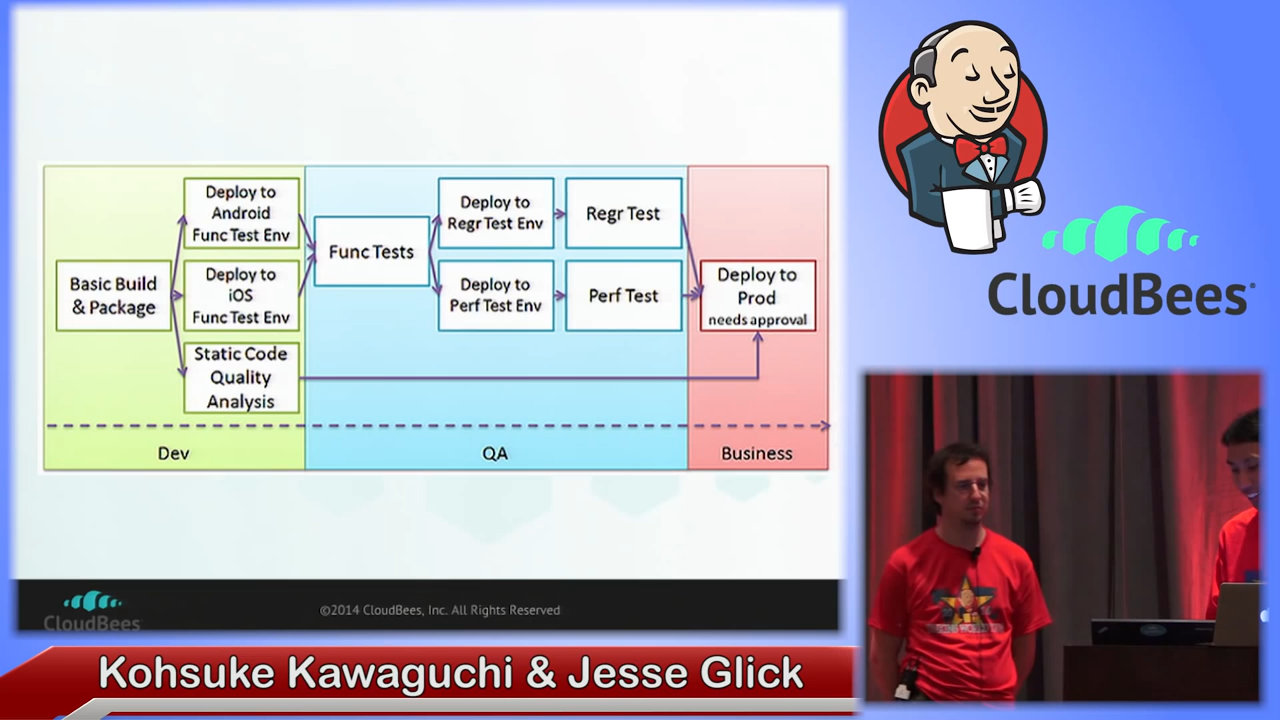 Basic Build
& Package
Deploy to
Android
Func Test Env
Deploy to
iOS
Func Test Env
Static Code
Quality
Analysis
Func Tests
Deploy to
Regr Test Env
Regr Test
Deploy to
Perf Test Env
Perf Test
Deploy to
Prod
needs approval
Dev
QA
Business
CloudBees
©2014 CloudBees, Inc. All Rights Reserved
CloudBees
Kohsuke Kawaguchi & Jesse Glick